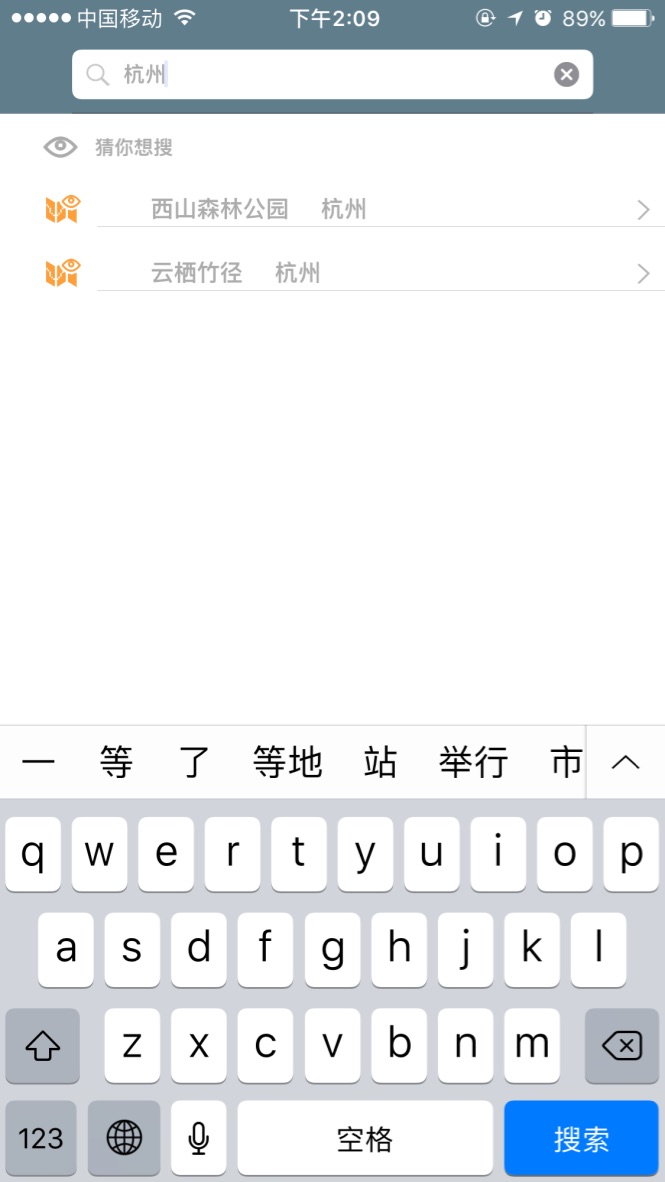 中国移动 下午2:09 89%
杭州
猜你想搜
西山森林公园 杭州
云栖竹径 杭州
一 等 了 等地 站 举行 市
q w e r t y u i o p
a s d f g h j k l
z x c v b n m
123 空格 搜索